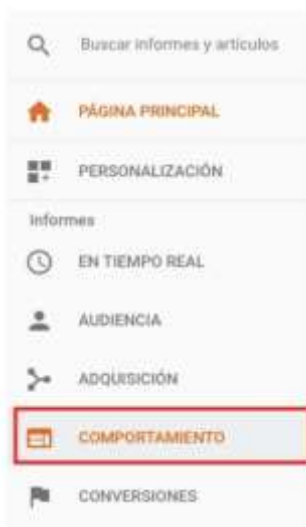 Buscar informes y artículos
PÁGINA PRINCIPAL
PERSONALIZACIÓN
Informes
EN TIEMPO REAL
AUDIENCIA
ADQUISICIÓN
COMPORTAMIENTO
CONVERSIONES